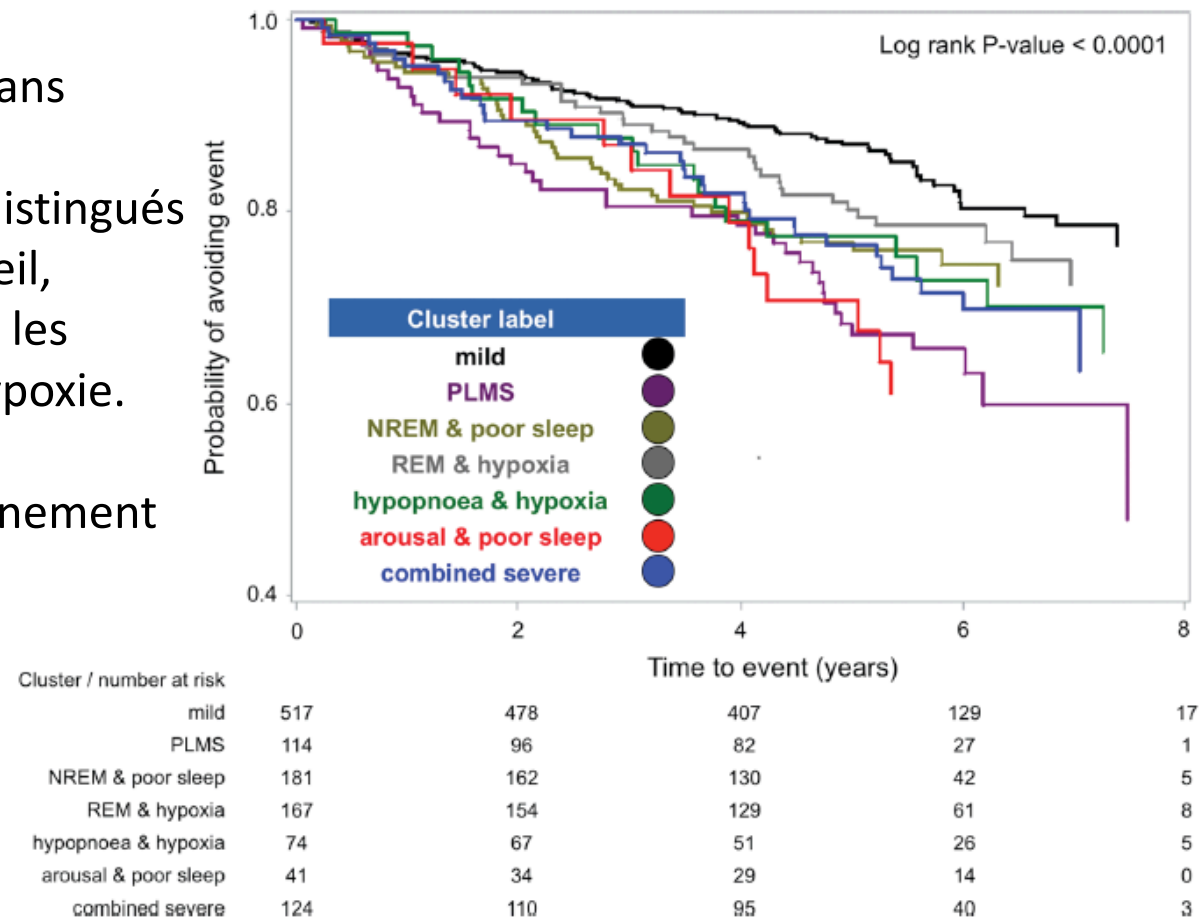 ans
istingués
eil,
les
poxie.
nement
1.0
0.8
0.6
0.4
Probability of avoiding event
Log rank P-value < 0.0001
Cluster label
mild
PLMS
NREM & poor sleep
REM & hypoxia
hypopnoea & hypoxia
arousal & poor sleep
combined severe
0 2 4 6 8
Time to event (years)
Cluster / number at risk
mild 517 478 407 129 17
PLMS 114 96 82 27 1
NREM & poor sleep 181 162 130 42 5
REM & hypoxia 167 154 129 61 8
hypopnoea & hypoxia 74 67 51 26 5
arousal & poor sleep 41 34 29 14 0
combined severe 124 110 95 40 3